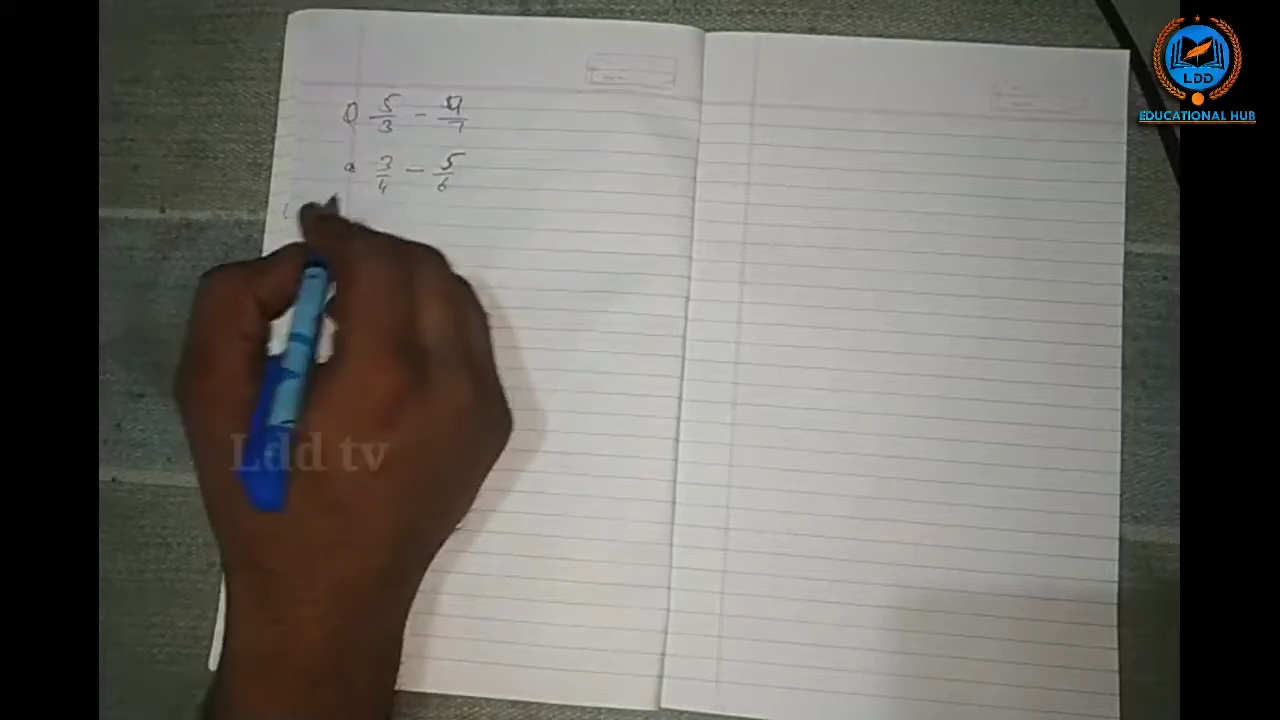 LDD
EDUCATIONAL HUB
5/3 - 4/7
a 3/4 - 5/6
Ldd tv